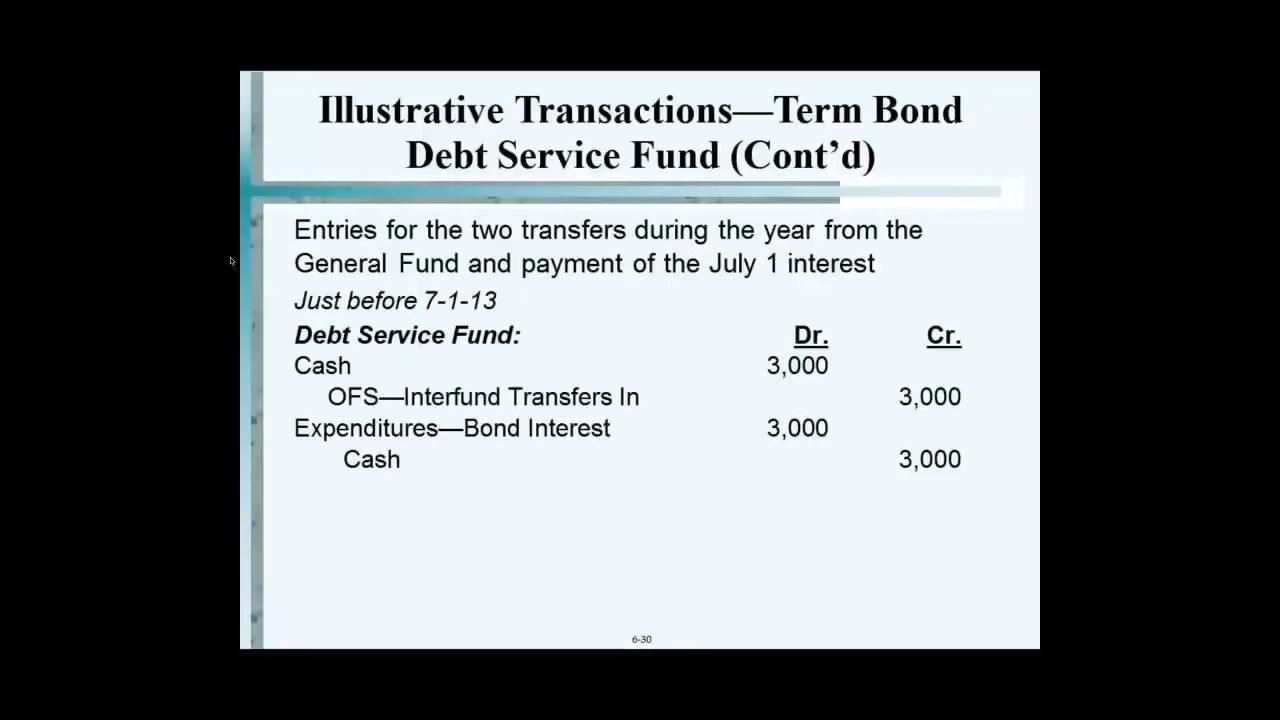 Illustrative Transactions—Term Bond
Debt Service Fund (Cont’d)
Entries for the two transfers during the year from the
General Fund and payment of the July 1 interest
Just before 7-1-13
Debt Service Fund: Dr. Cr.
Cash 3,000
OFS—Interfund Transfers In 3,000
Expenditures—Bond Interest 3,000
Cash 3,000
6-30